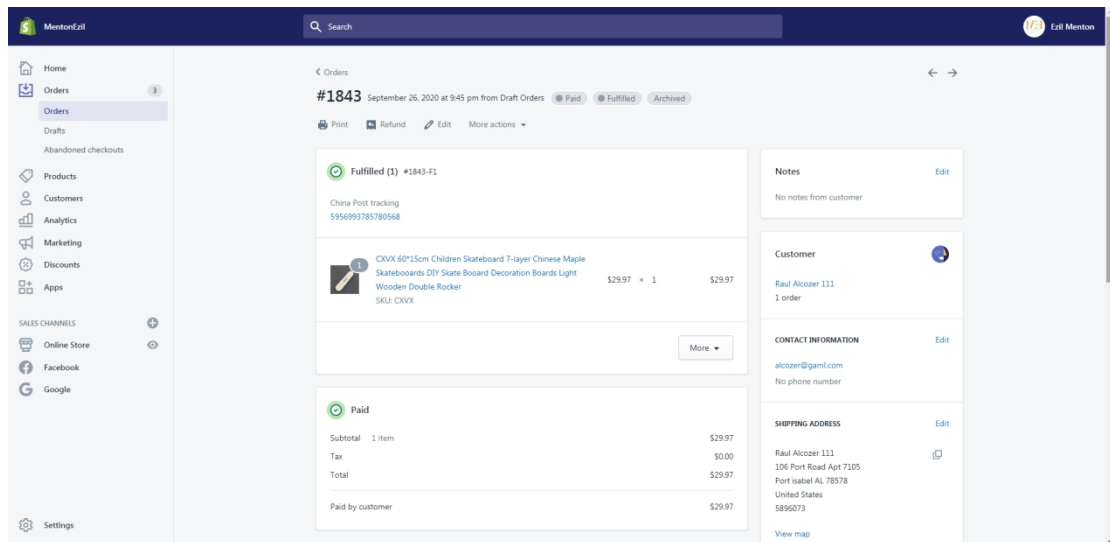 MentonEzil
Search
Ezil Menton
Home
Orders 3
Orders
Drafts
Abandoned checkouts
Products
Customers
Analytics
Marketing
Discounts
Apps
SALES CHANNELS
Online Store
Facebook
Google
Settings
Orders
#1843 September 26, 2020 at 9:45 pm from Draft Orders Paid Fulfilled Archived
Print Refund Edit More actions
Fulfilled (1) #1843-F1
China Post tracking
5956993785780568
1
CXVX 60*15cm Children Skateboard 7-layer Chinese Maple
Skatebooards DIY Skate Booard Decoration Boards Light
Wooden Double Rocker
SKU: CXVX
$29.97 × 1 $29.97
More
Paid
Subtotal 1 item $29.97
Tax $0.00
Total $29.97
Paid by customer $29.97
Notes Edit
No notes from customer
Customer
Raul Alcozer 111
1 order
CONTACT INFORMATION Edit
alcozer@gaml.com
No phone number
SHIPPING ADDRESS Edit
Raul Alcozer 111
106 Port Road Apt 7105
Port isabel AL 78578
United States
5896073
View map